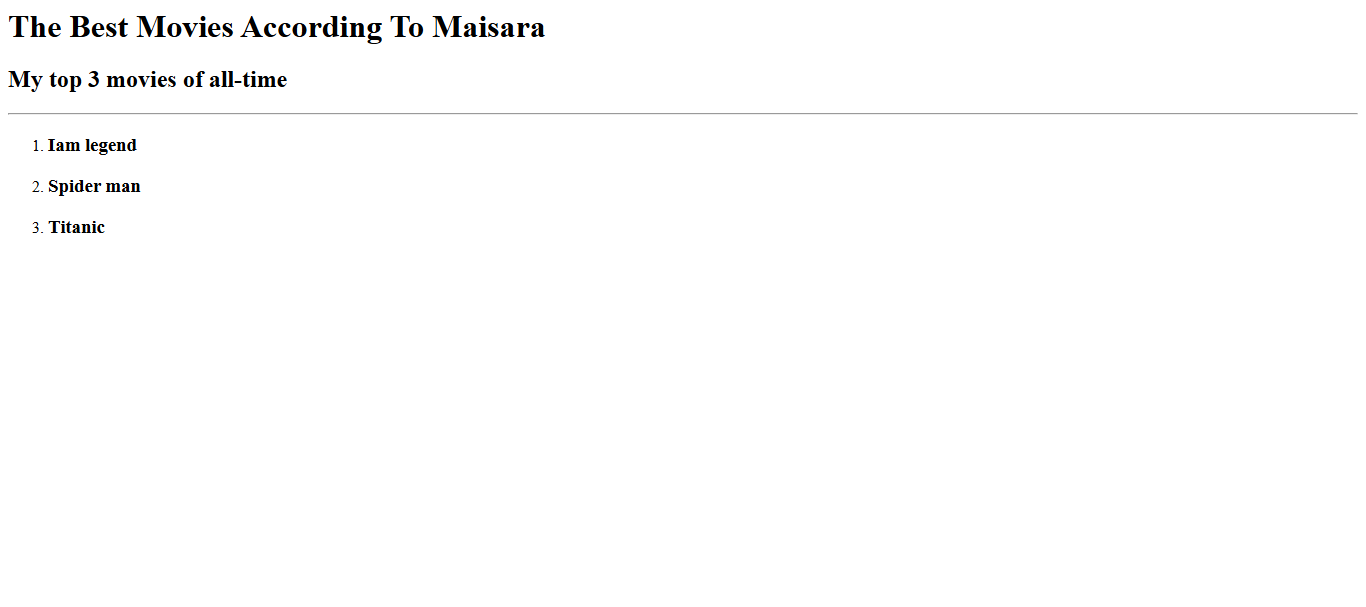 The Best Movies According To Maisara
My top 3 movies of all-time
1. Iam legend
2. Spider man
3. Titanic